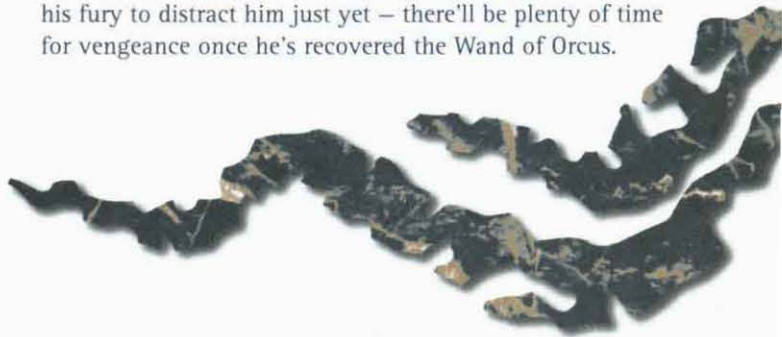 his fury to distract him just yet – there'll be plenty of time
for vengeance once he's recovered the Wand of Orcus.